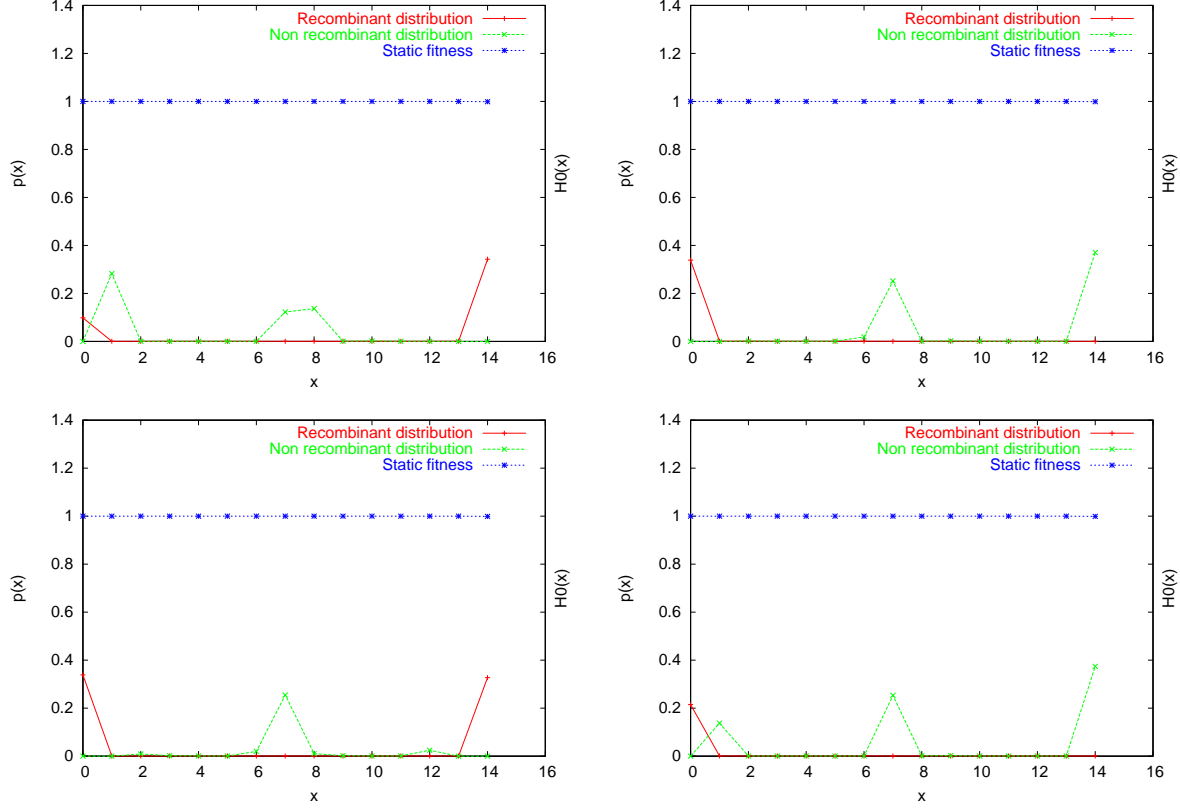 1.4
1.2
1
0.8
0.6
0.4
0.2
0
p(x)
Recombinant distribution
Non recombinant distribution
Static fitness
H0(x)
0 2 4 6 8 10 12 14 16
x
1.4
1.2
1
0.8
0.6
0.4
0.2
0
p(x)
Recombinant distribution
Non recombinant distribution
Static fitness
H0(x)
0 2 4 6 8 10 12 14 16
x
1.4
1.2
1
0.8
0.6
0.4
0.2
0
p(x)
Recombinant distribution
Non recombinant distribution
Static fitness
H0(x)
0 2 4 6 8 10 12 14 16
x
1.4
1.2
1
0.8
0.6
0.4
0.2
0
p(x)
Recombinant distribution
Non recombinant distribution
Static fitness
H0(x)
0 2 4 6 8 10 12 14 16
x